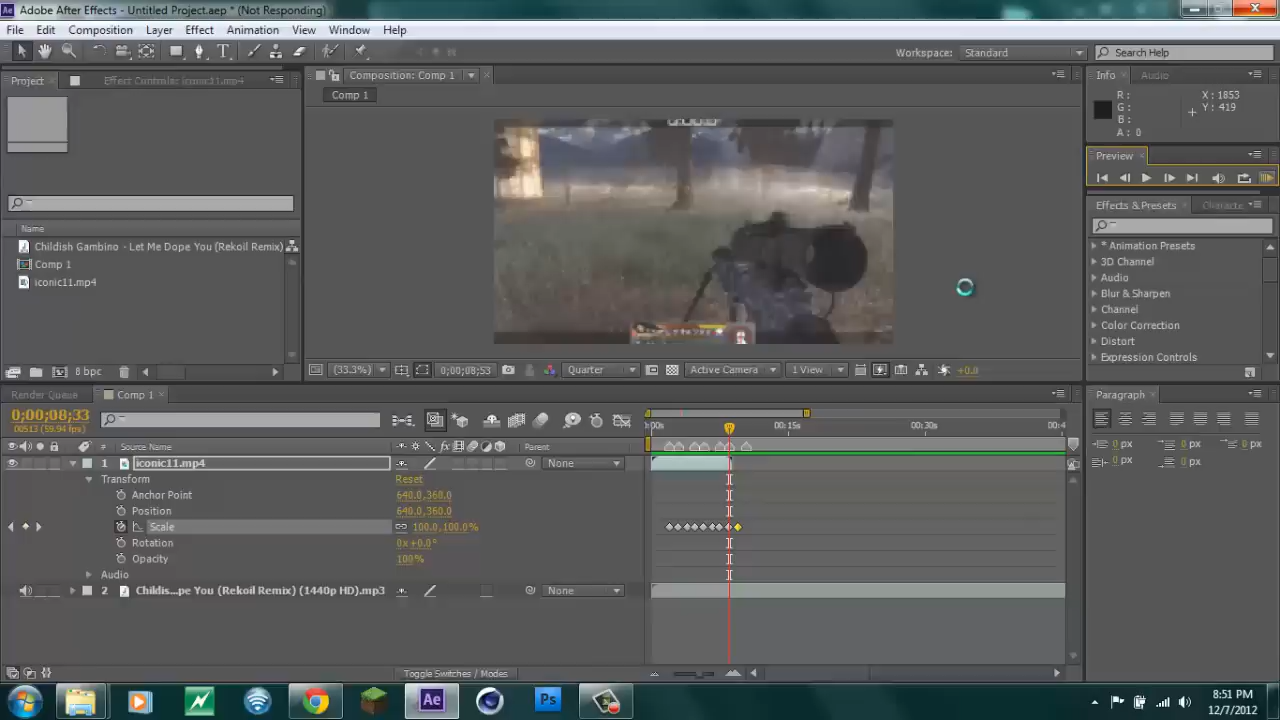 Adobe After Effects - Untitled Project.aep * (Not Responding)
File Edit Composition Layer Effect Animation View Window Help
Workspace: Standard Search Help
Project Effect Controls: iconic11.mp4
Composition: Comp 1
Info Audio
Comp 1
R : X : 1853
G : Y : 419
B :
A : 0
Preview
Effects & Presets Characte
Name
Childish Gambino - Let Me Dope You (Rekoil Remix)
Comp 1
iconic11.mp4
* Animation Presets
3D Channel
Audio
Blur & Sharpen
Channel
Color Correction
Distort
Expression Controls
8 bpc
(33.3%) 0;00;08;53 Quarter Active Camera 1 View +0.0
Render Queue Comp 1
Paragraph
0;00;08;33
00513 (59.94 fps)
:00s 00:15s 00:30s 00:4
# Source Name Parent
1 iconic11.mp4 None
Transform Reset
Anchor Point 640.0,360.0
Position 640.0,360.0
Scale 100.0,100.0%
Rotation 0x+0.0°
Opacity 100%
Audio
2 Childis...pe You (Rekoil Remix) (1440p HD).mp3 None
0 px 0 px 0 px
0 px 0 px
Toggle Switches / Modes
Ae Ps
8:51 PM
12/7/2012